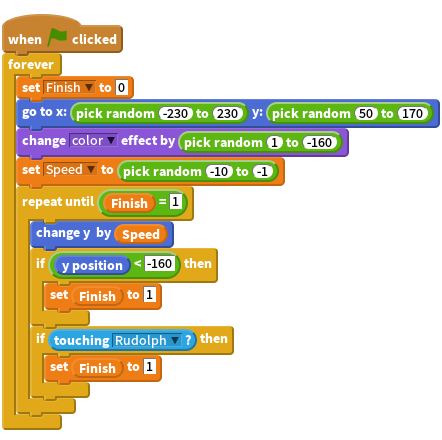 when clicked
forever
set Finish to 0
go to x: pick random -230 to 230 y: pick random 50 to 170
change color effect by pick random 1 to -160
set Speed to pick random -10 to -1
repeat until Finish = 1
change y by Speed
if y position < -160 then
set Finish to 1
if touching Rudolph ? then
set Finish to 1